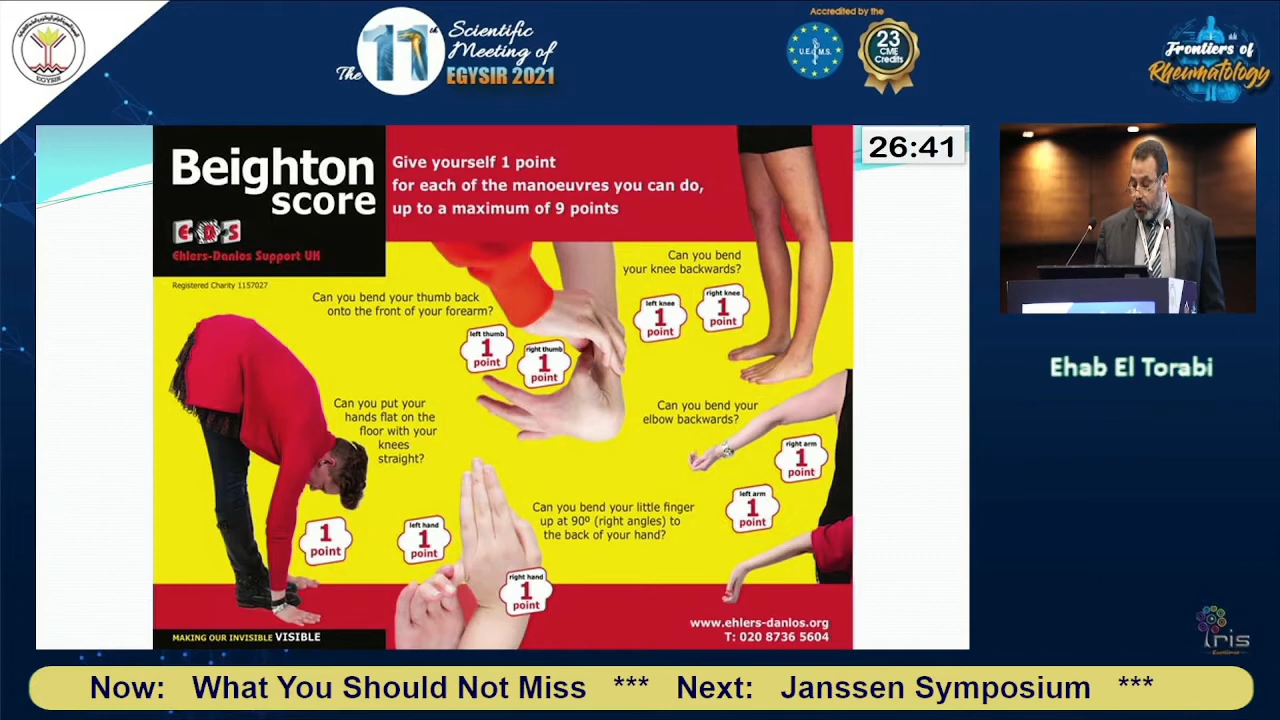 EGYSIR
The 11th
Scientific
Meeting of
EGYSIR 2021
Accredited by the
U.E.M.S.
23
CME
Credits
Frontiers of
Rheumatology
Beighton
score
EDS
Ehlers-Danlos Support UK
Registered Charity 1157027
Give yourself 1 point
for each of the manoeuvres you can do,
up to a maximum of 9 points
26:41
Can you bend your thumb back
onto the front of your forearm?
left thumb
1
point
right thumb
1
point
Can you bend
your knee backwards?
left knee
1
point
right knee
1
point
Can you put your
hands flat on the
floor with your
knees
straight?
1
point
Can you bend your
elbow backwards?
right arm
1
point
left arm
1
point
Can you bend your little finger
up at 90º (right angles) to
the back of your hand?
left hand
1
point
right hand
1
point
MAKING OUR INVISIBLE VISIBLE
www.ehlers-danlos.org
T: 020 8736 5604
Ehab El Torabi
Iris
Now: What You Should Not Miss *** Next: Janssen Symposium ***